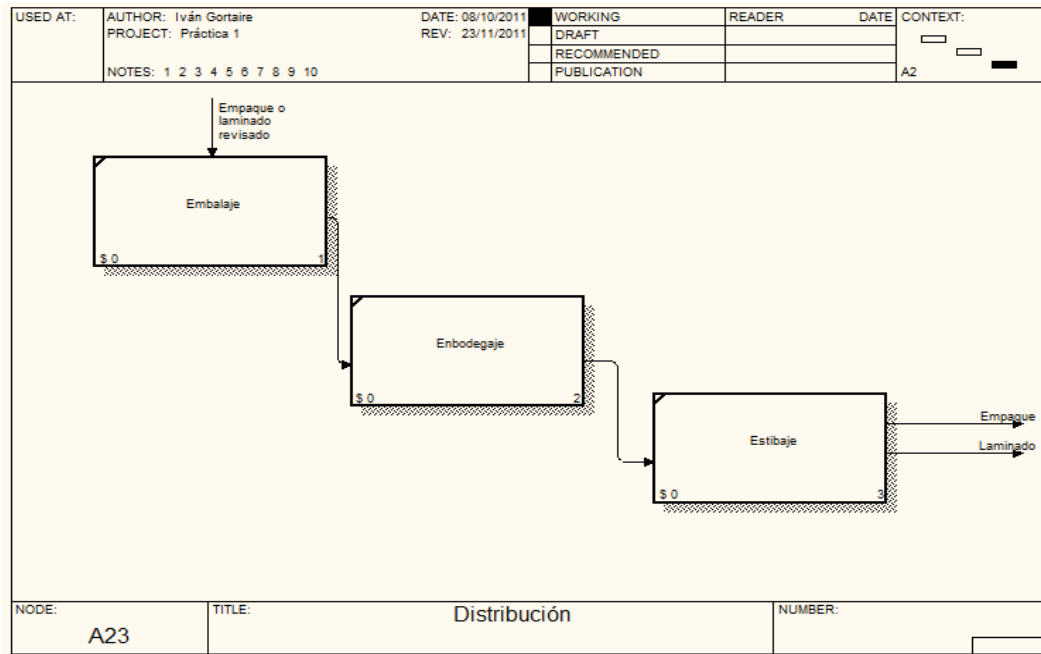 USED AT:
AUTHOR: Iván Gortaire
DATE: 08/10/2011
WORKING
READER
DATE
CONTEXT:
PROJECT: Práctica 1
REV: 23/11/2011
DRAFT
RECOMMENDED
NOTES: 1 2 3 4 5 6 7 8 9 10
PUBLICATION
A2
Empaque o
laminado
revisado
Embalaje
$ 0
1
Enbodegaje
$ 0
2
Estibaje
$ 0
3
Empaque
Laminado
NODE:
TITLE:
Distribución
NUMBER:
A23